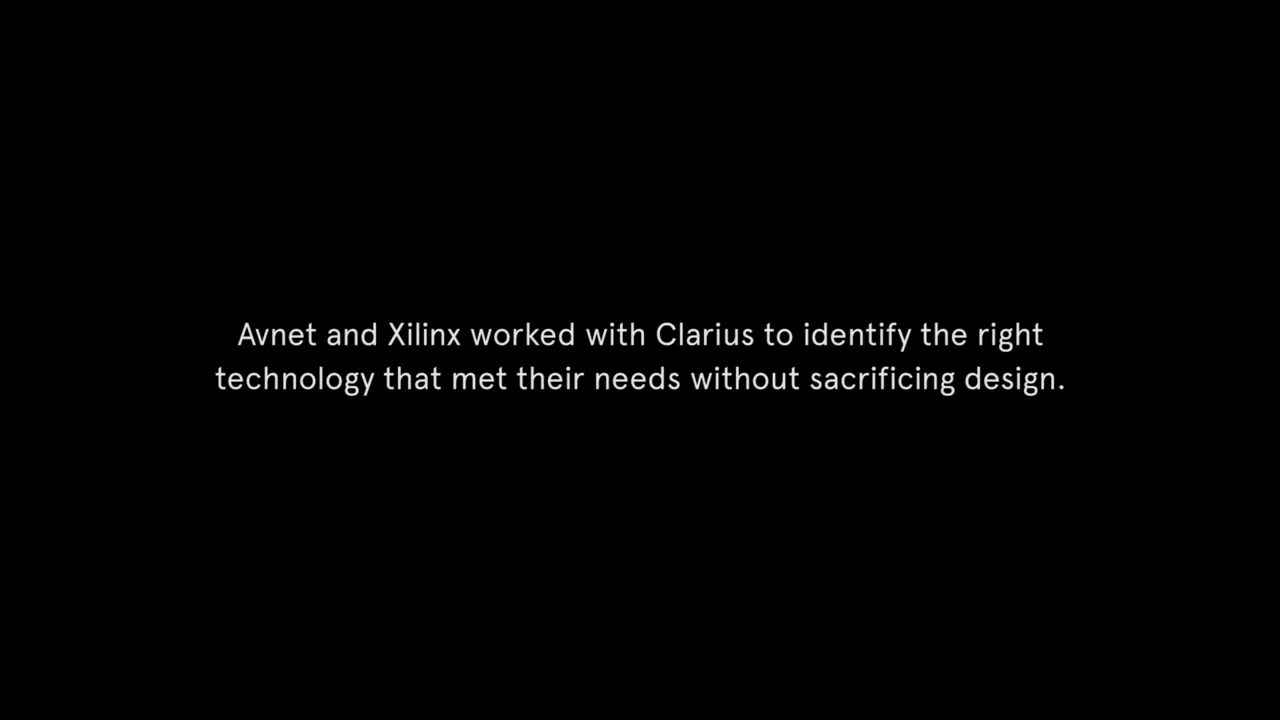 Avnet and Xilinx worked with Clarius to identify the right
technology that met their needs without sacrificing design.